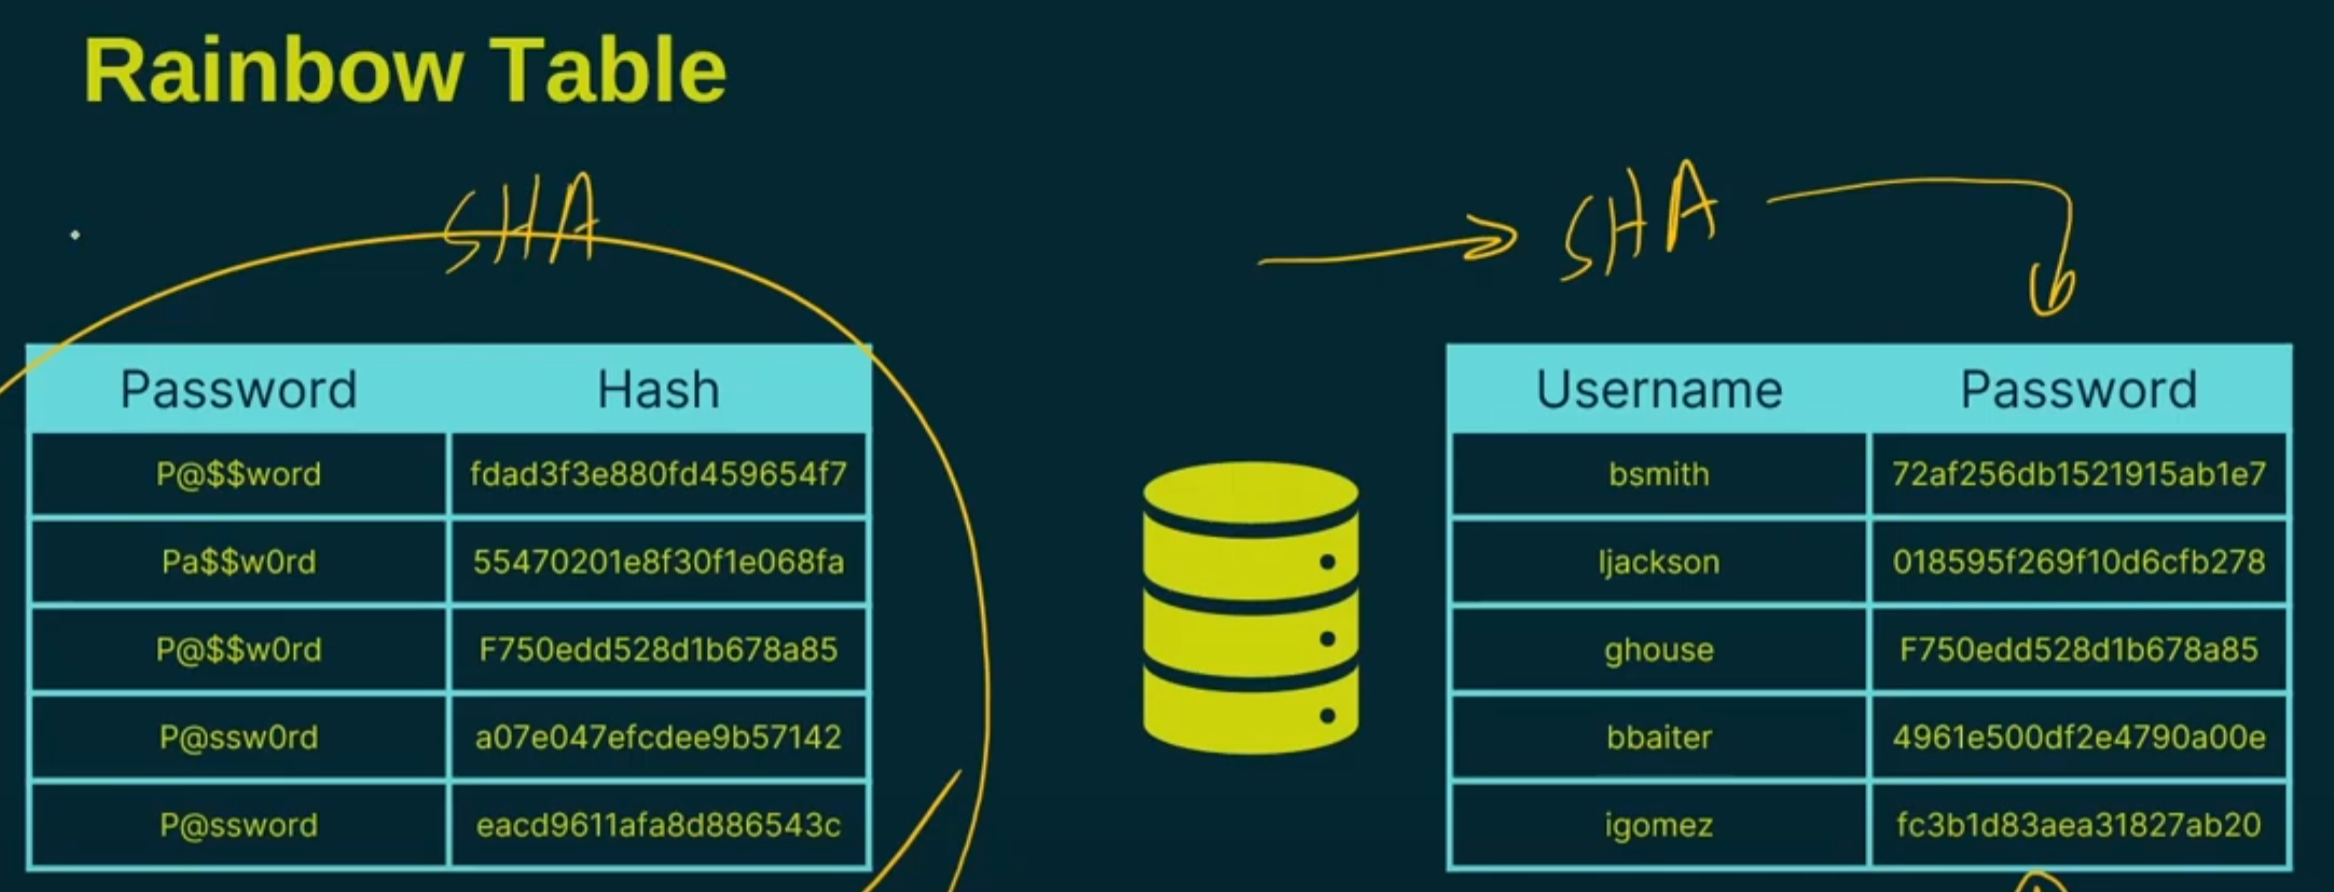 Rainbow Table
SHA
SHA
Password Hash
P@$$word fdad3f3e880fd459654f7
Pa$$w0rd 55470201e8f30f1e068fa
P@$$w0rd F750edd528d1b678a85
P@ssw0rd a07e047efcdee9b57142
P@ssword eacd9611afa8d886543c
Username Password
bsmith 72af256db1521915ab1e7
ljackson 018595f269f10d6cfb278
ghouse F750edd528d1b678a85
bbaiter 4961e500df2e4790a00e
igomez fc3b1d83aea31827ab20